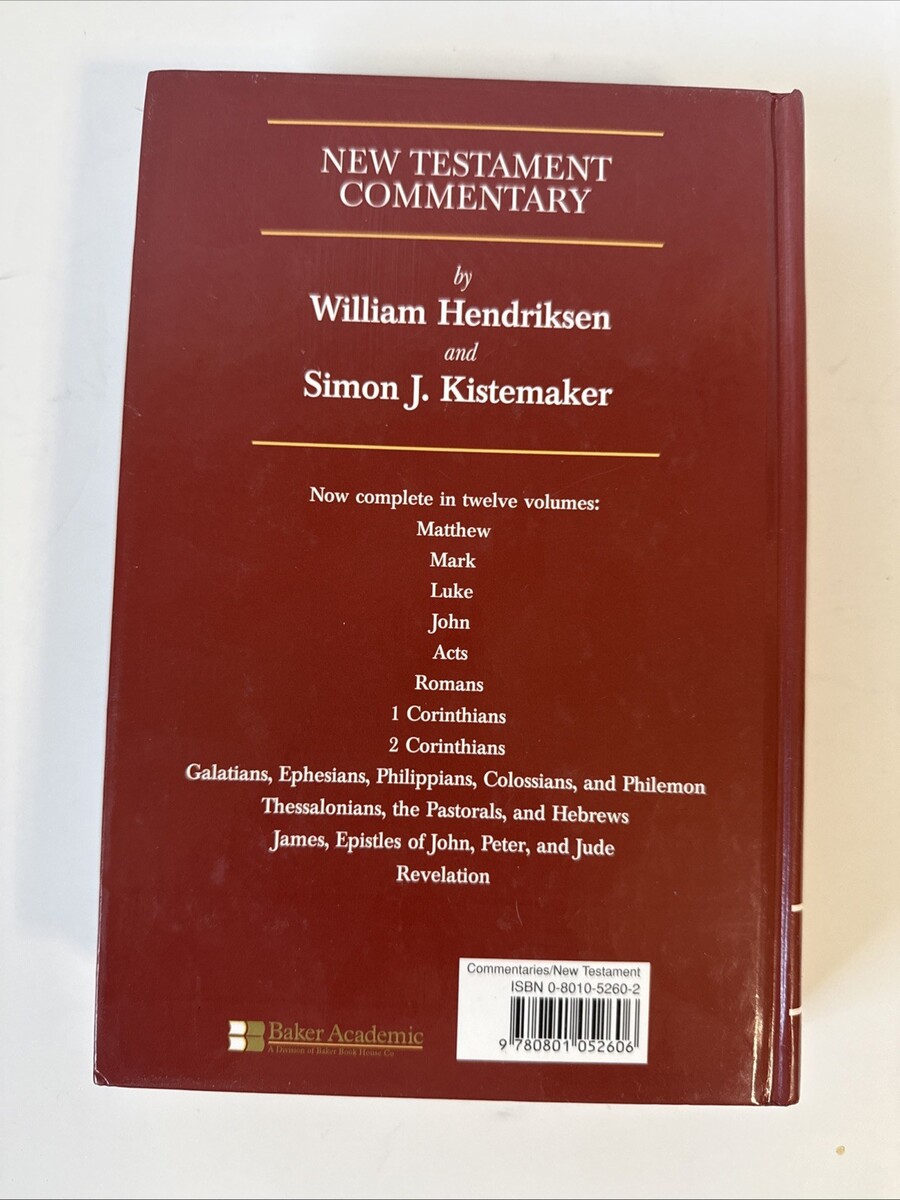 NEW TESTAMENT
COMMENTARY
by
William Hendriksen
and
Simon J. Kistemaker
Now complete in twelve volumes:
Matthew
Mark
Luke
John
Acts
Romans
1 Corinthians
2 Corinthians
Galatians, Ephesians, Philippians, Colossians, and Philemon
Thessalonians, the Pastorals, and Hebrews
James, Epistles of John, Peter, and Jude
Revelation
Commentaries/New Testament
ISBN 0-8010-5260-2
9 780801 052606
Baker Academic
A Division of Baker Book House Co